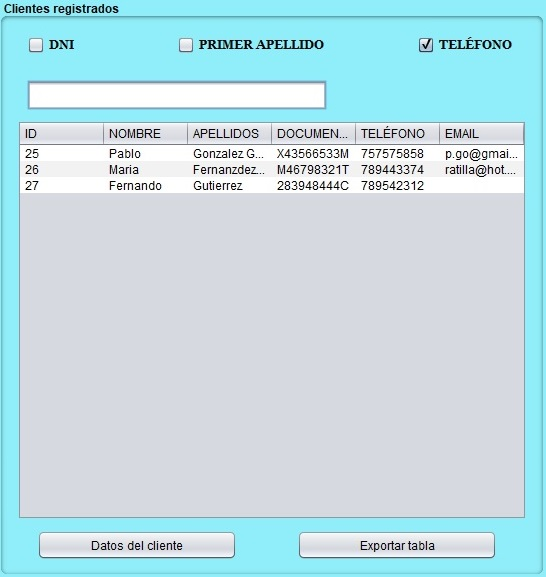 Clientes registrados
DNI PRIMER APELLIDO TELÉFONO
ID NOMBRE APELLIDOS DOCUMEN... TELÉFONO EMAIL
25 Pablo Gonzalez G... X43566533M 757575858 p.go@gmai...
26 Maria Fernanzdez... M46798321T 789443374 ratilla@hot....
27 Fernando Gutierrez 283948444C 789542312
Datos del cliente Exportar tabla